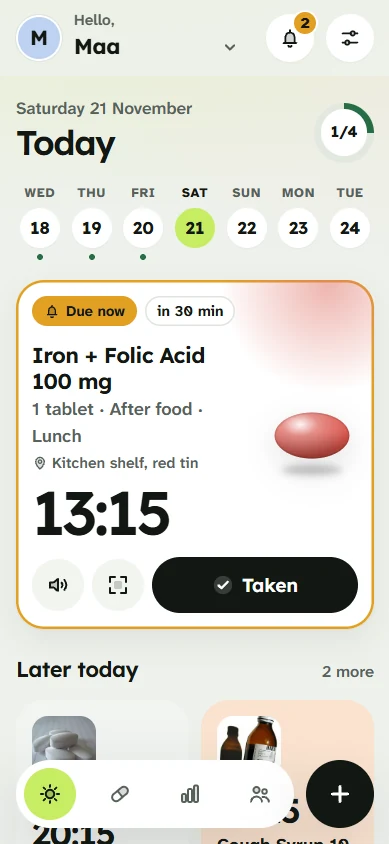 Hello,
M
Maa
2
Saturday 21 November
Today
1/4
WED THU FRI SAT SUN MON TUE
18 19 20 21 22 23 24
Due now
in 30 min
Iron + Folic Acid
100 mg
1 tablet · After food ·
Lunch
Kitchen shelf, red tin
13:15
Taken
Later today
2 more
20:15